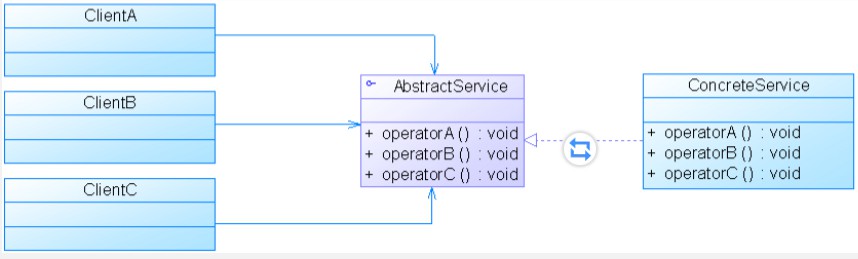 ClientA
ClientB
ClientC
AbstractService
+ operatorA () : void
+ operatorB () : void
+ operatorC () : void
ConcreteService
+ operatorA () : void
+ operatorB () : void
+ operatorC () : void